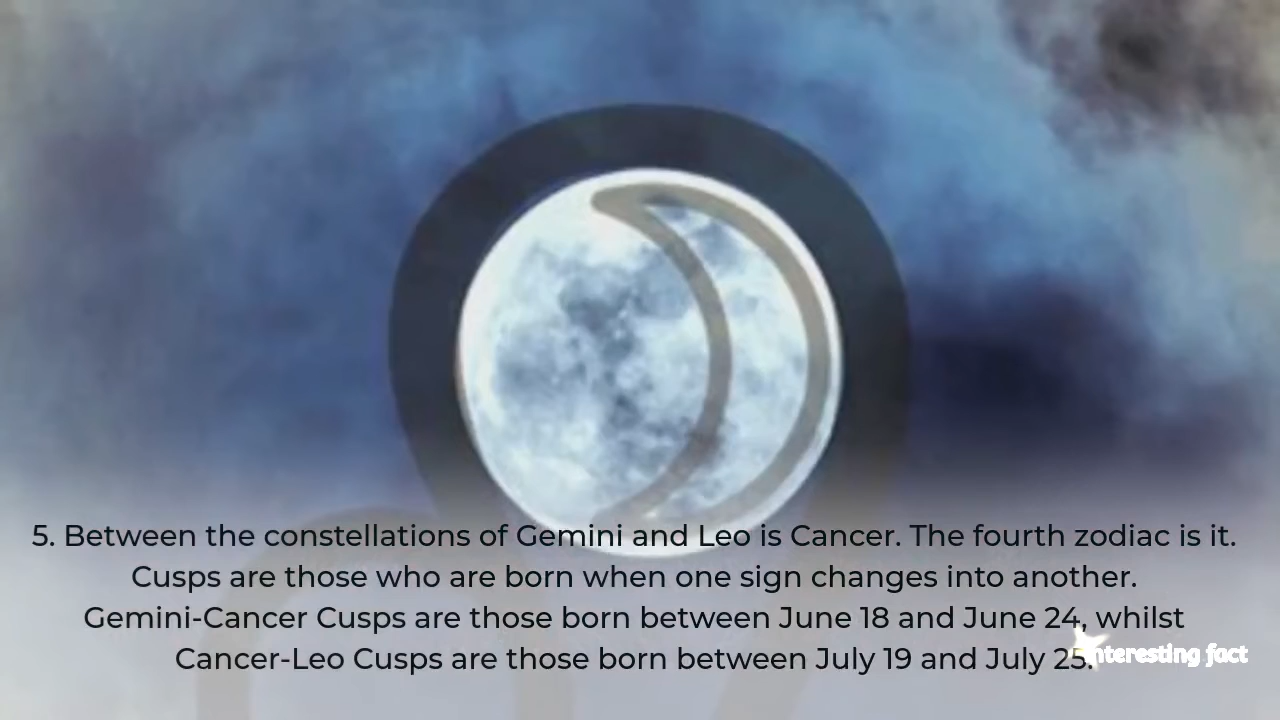 5. Between the constellations of Gemini and Leo is Cancer. The fourth zodiac is it.
Cusps are those who are born when one sign changes into another.
Gemini-Cancer Cusps are those born between June 18 and June 24, whilst
Cancer-Leo Cusps are those born between July 19 and July 25.
interesting fact